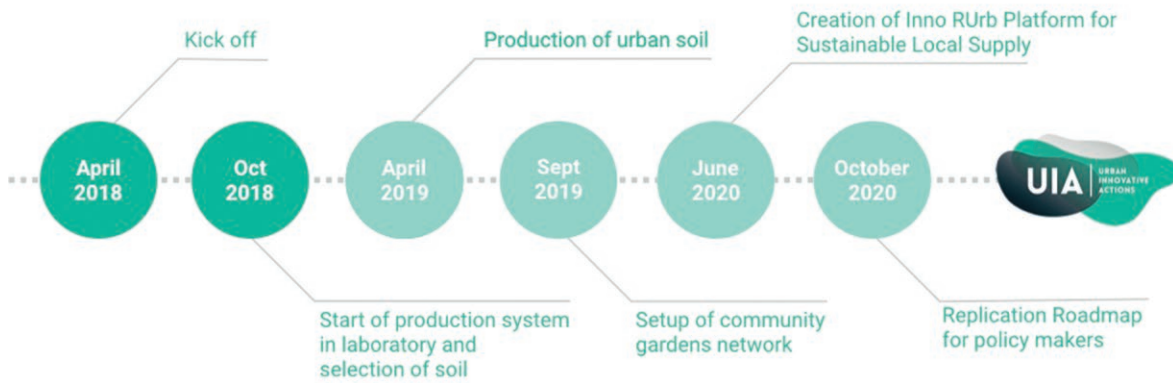 Kick off
Production of urban soil
Creation of Inno RUrb Platform for
Sustainable Local Supply
April
2018
Oct
2018
April
2019
Sept
2019
June
2020
October
2020
UIA
URBAN
INNOVATIVE
ACTIONS
Start of production system
in laboratory and
selection of soil
Setup of community
gardens network
Replication Roadmap
for policy makers